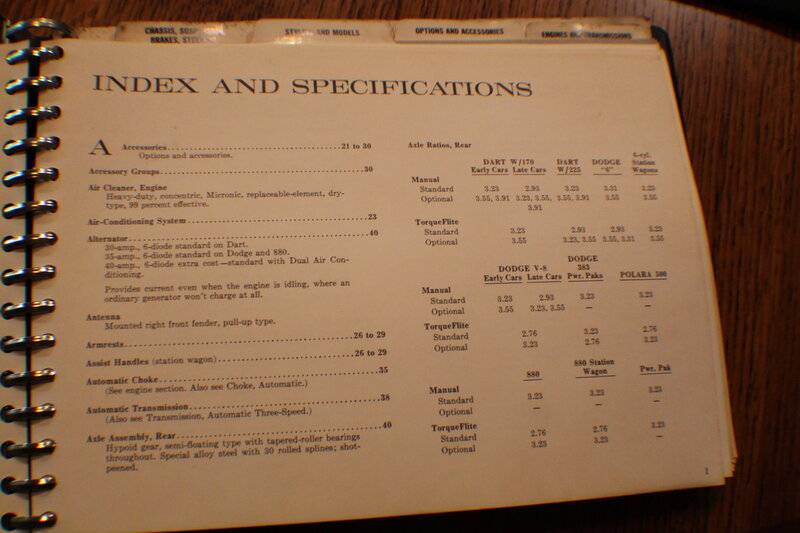 CHASSIS,
BRAKES,
AND MODELS
OPTIONS AND ACCESSORIES
ENGINES TRANSMISSIONS
INDEX AND SPECIFICATIONS
A Accessories 21 to 30
Options and accessories.
Accessory Groups 30
Air Cleaner, Engine
Heavy-duty, concentric, Micronic, replaceable-element, dry-
type, 99 percent effective.
Air-Conditioning System 23
Alternator 40
30-amp., 6-diode standard on Dart.
35-amp., 6-diode standard on Dodge and 880.
40-amp., 6-diode extra cost—standard with Dual Air Con-
ditioning.
Provides current even when the engine is idling, where an
ordinary generator won't charge at all.
Antenna
Mounted right front fender, pull-up type.
Armrests 26 to 29
Assist Handles (station wagon) 26 to 29
Automatic Choke 35
(See engine section. Also see Choke, Automatic.)
Automatic Transmission 38
(Also see Transmission, Automatic Three-Speed.)
Axle Assembly, Rear 40
Hypoid gear, semi-floating type with tapered-roller bearings
throughout. Special alloy steel with 30 rolled splines; shot-
peened.
Axle Ratios, Rear
DART W/170 DART DODGE 6-cyl. Station
Early Cars Late Cars W/225 "6" Wagons
Manual
Standard 3.23 2.93 3.23 3.31 3.23
Optional 3.55, 3.91 3.23, 3.55, 3.55, 3.91 3.55 3.55
3.91
TorqueFlite
Standard 3.23 2.93 2.93 3.23
Optional 3.55 3.23, 3.55 3.55, 3.31 3.55
DODGE
DODGE V-8 383
Early Cars Late Cars Pwr. Paks POLARA 500
Manual
Standard 3.23 2.93 3.23 3.23
Optional 3.55 3.23, 3.55 — —
TorqueFlite
Standard 2.76 3.23 2.76
Optional 3.23 2.76 3.23
880 Station
880 Wagon Pwr. Pak
Manual
Standard 3.23 3.23 3.23
Optional — — —
TorqueFlite
Standard 2.76 2.76 3.23
Optional 3.23 3.23 —
1